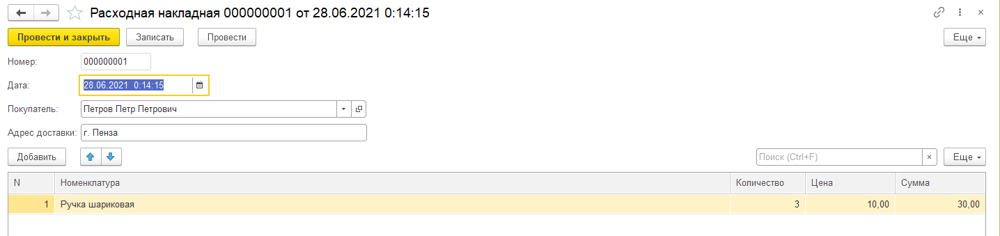 Расходная накладная 000000001 от 28.06.2021 0:14:15
Провести и закрыть Записать Провести Еще
Номер: 000000001
Дата: 28.06.2021 0:14:15
Покупатель: Петров Петр Петрович
Адрес доставки: г. Пенза
Добавить Поиск (Ctrl+F) × Еще
N Номенклатура Количество Цена Сумма
1 Ручка шариковая 3 10,00 30,00